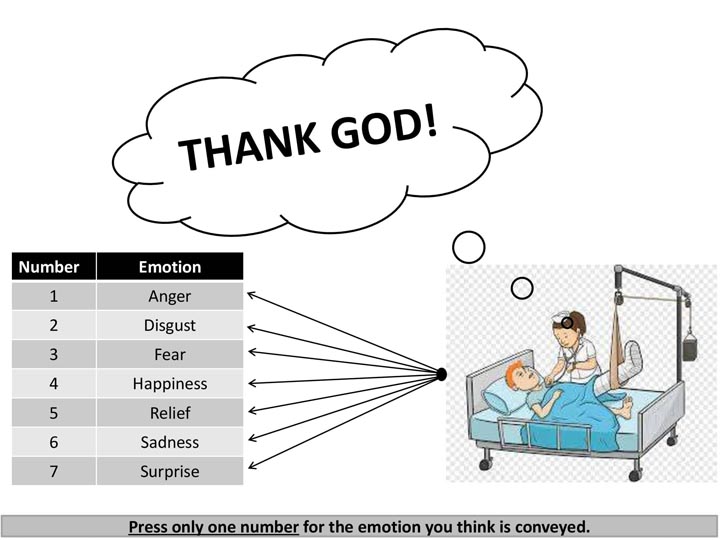 THANK GOD!
Number Emotion
1 Anger
2 Disgust
3 Fear
4 Happiness
5 Relief
6 Sadness
7 Surprise
Press only one number for the emotion you think is conveyed.